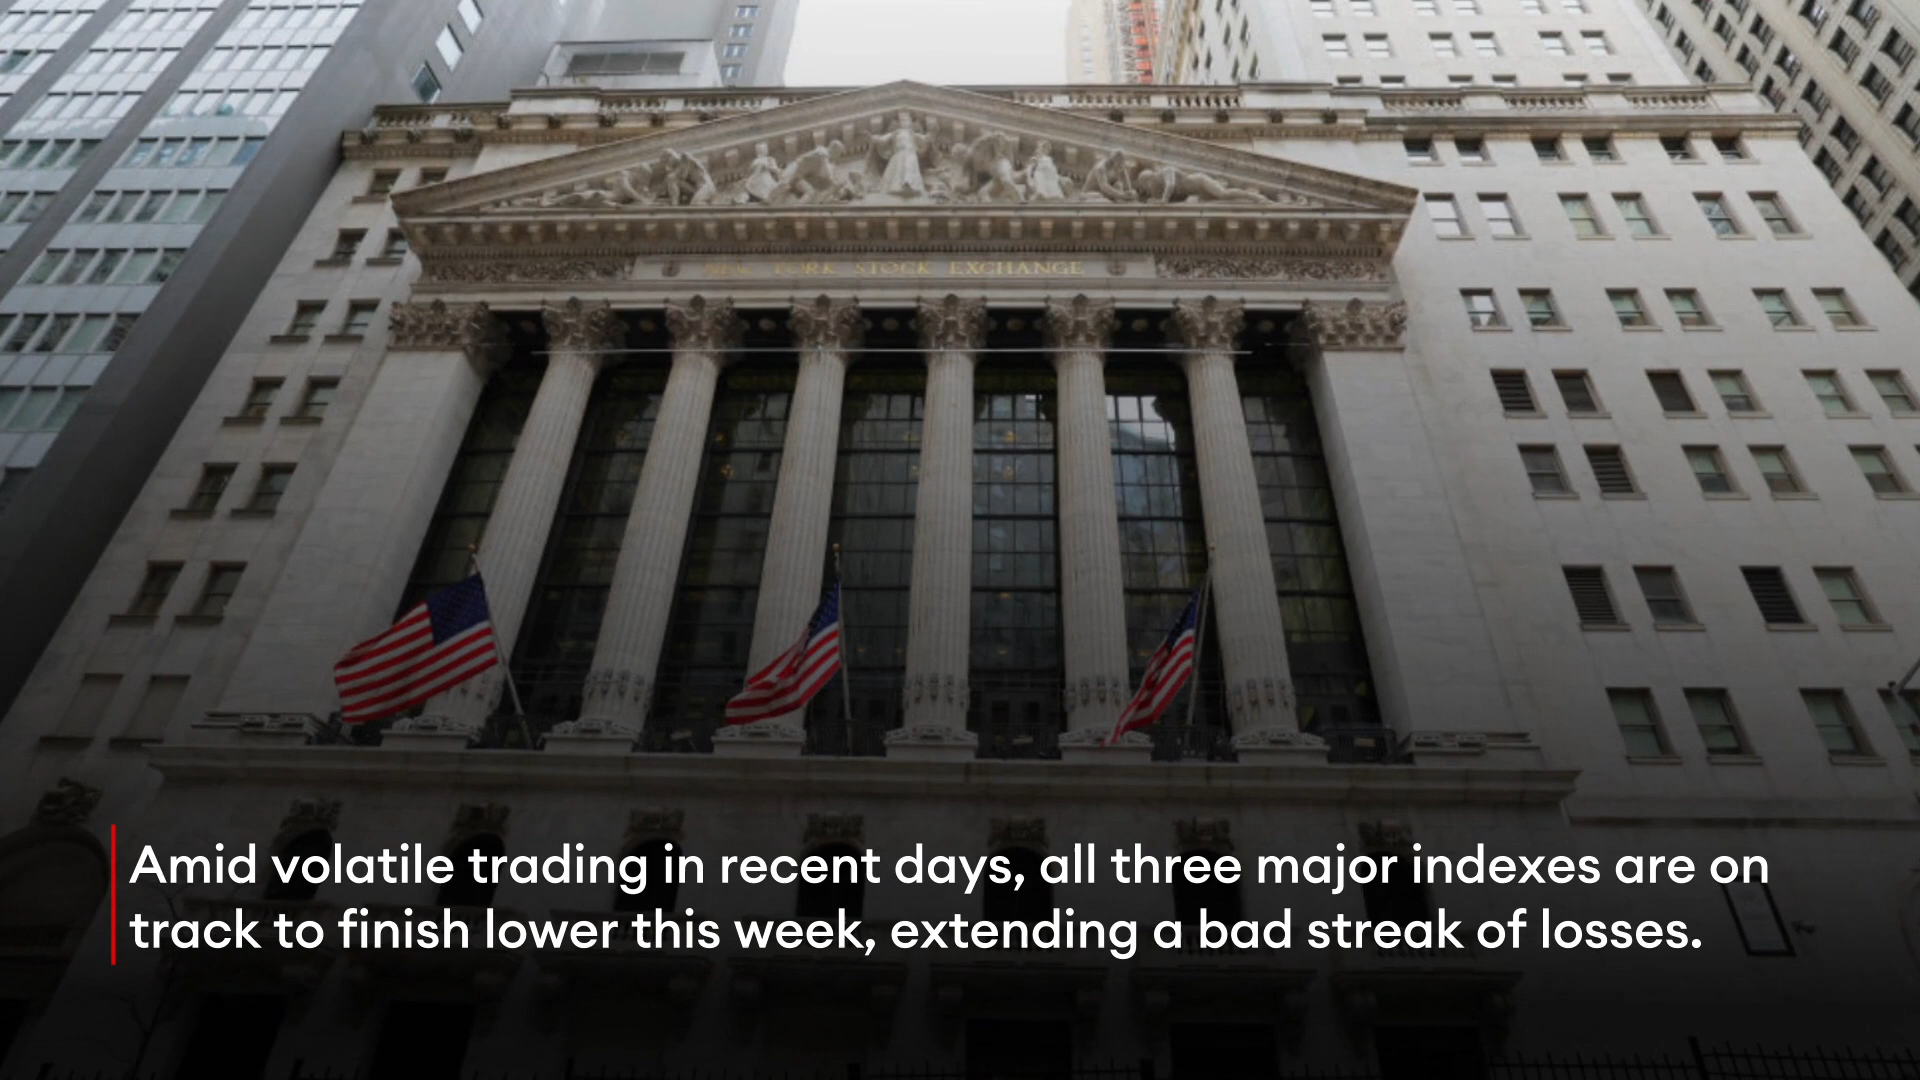 NEW YORK STOCK EXCHANGE
Amid volatile trading in recent days, all three major indexes are on
track to finish lower this week, extending a bad streak of losses.